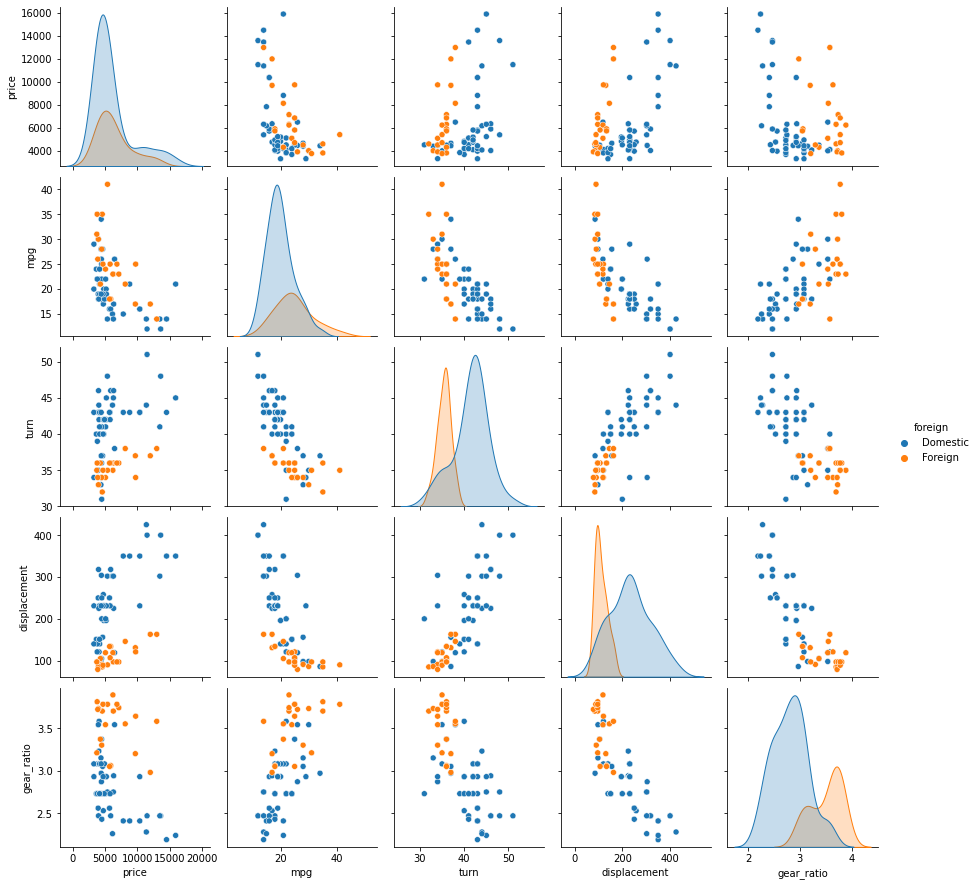 16000
14000
12000
10000
8000
6000
4000
price
40
35
30
25
20
15
mpg
50
45
40
35
30
turn
foreign
Domestic
Foreign
400
300
200
100
displacement
3.5
3.0
2.5
gear_ratio
0 5000 10000 15000 20000
20 40
30 40 50
0 200 400
2 3 4
price mpg turn displacement gear_ratio